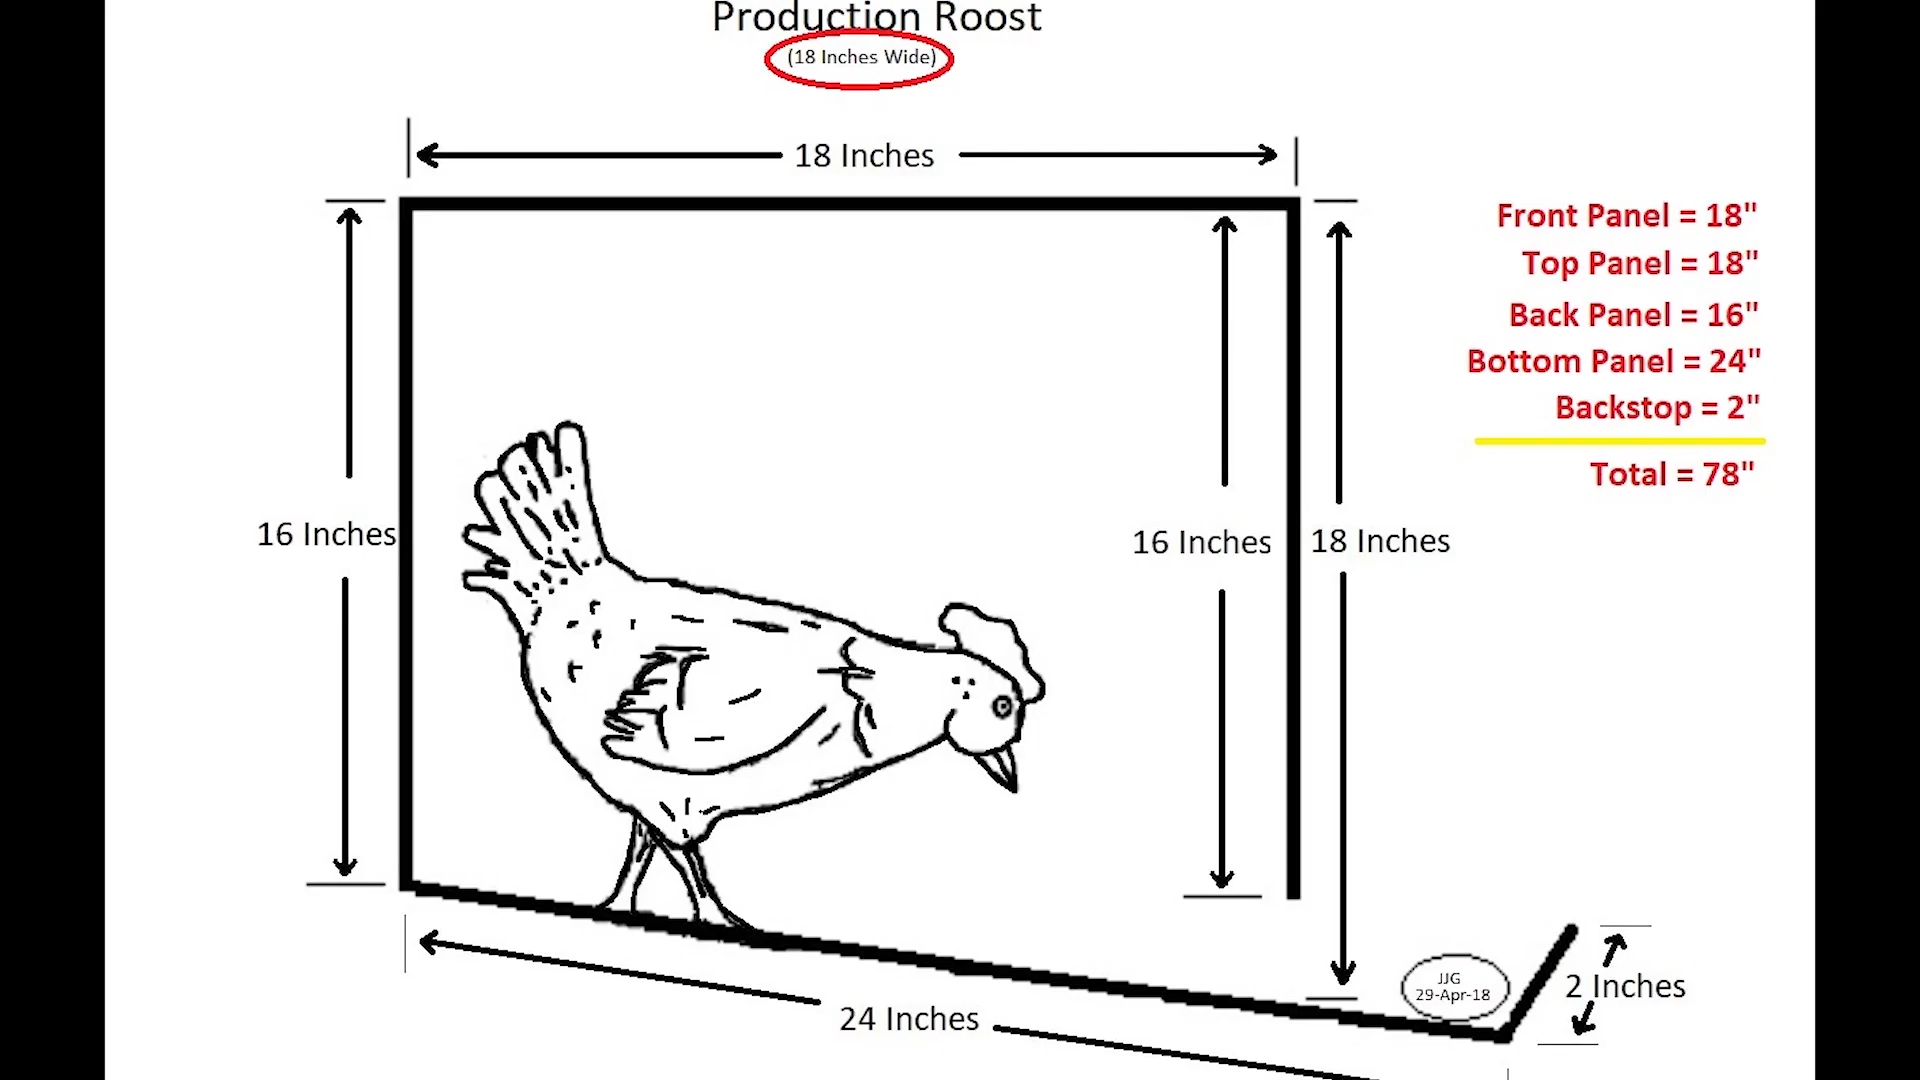 Production Roost
(18 Inches Wide)
18 Inches
Front Panel = 18"
Top Panel = 18"
Back Panel = 16"
Bottom Panel = 24"
Backstop = 2"
Total = 78"
16 Inches
16 Inches
18 Inches
JJG
29-Apr-18
2 Inches
24 Inches